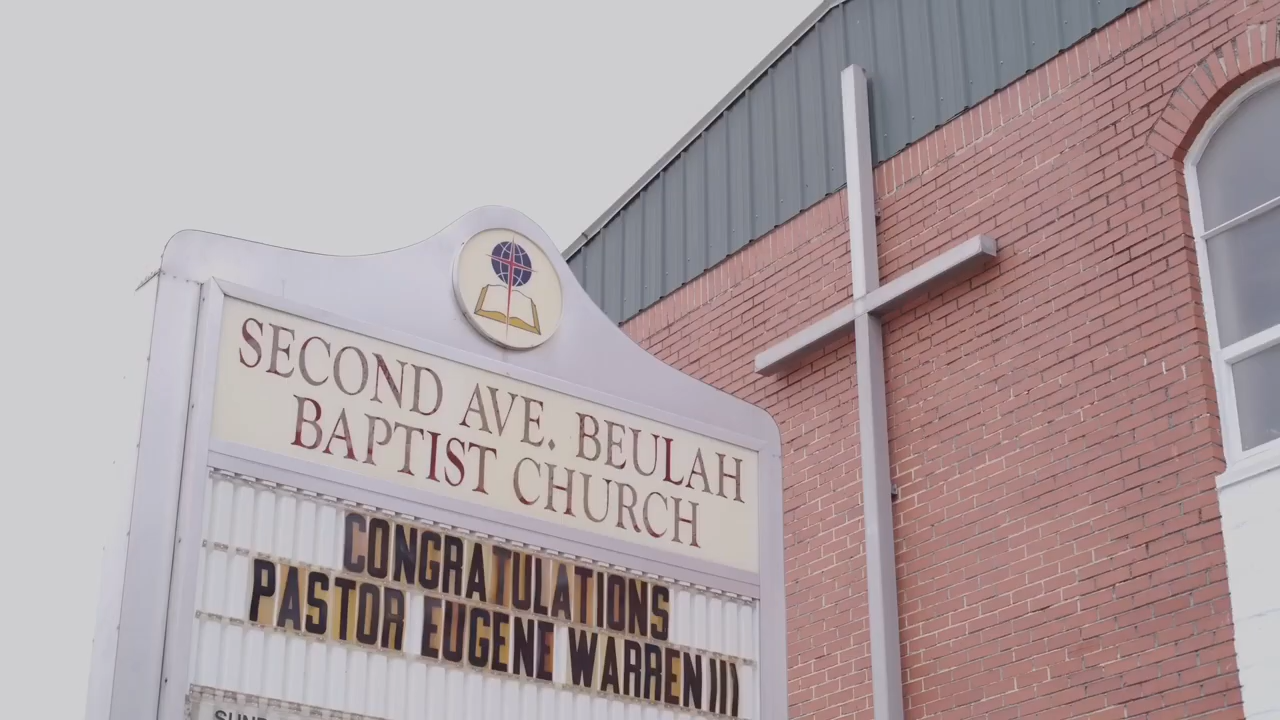 SECOND AVE. BEULAH
BAPTIST CHURCH
CONGRATULATIONS
PASTOR EUGENE WARREN III